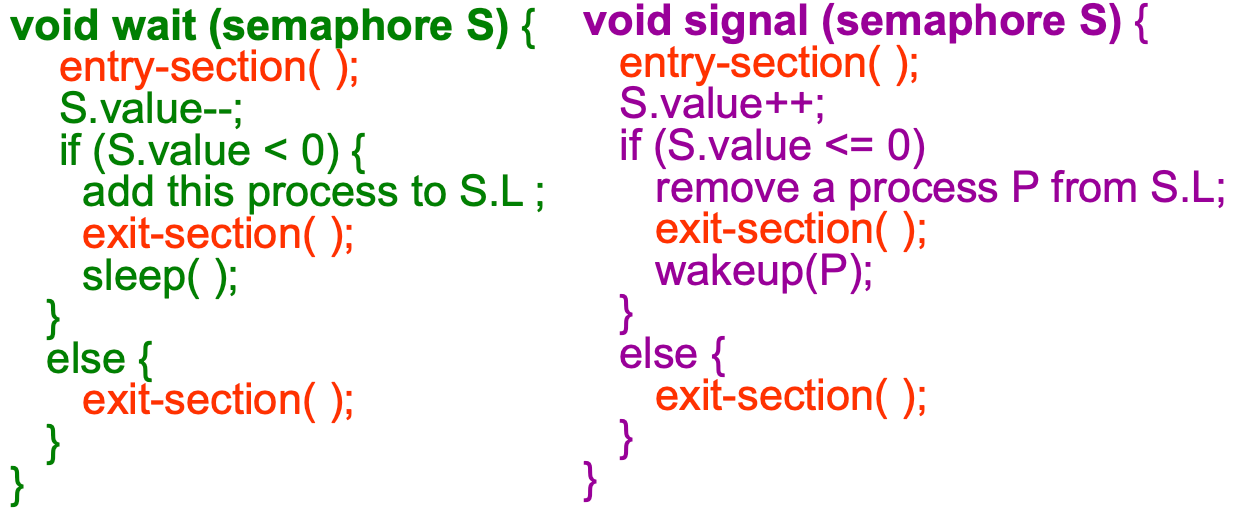 void wait (semaphore S) {
entry-section( );
S.value--;
if (S.value < 0) {
add this process to S.L ;
exit-section( );
sleep( );
}
else {
exit-section( );
}
}
void signal (semaphore S) {
entry-section( );
S.value++;
if (S.value <= 0)
remove a process P from S.L;
exit-section( );
wakeup(P);
}
else {
exit-section( );
}
}